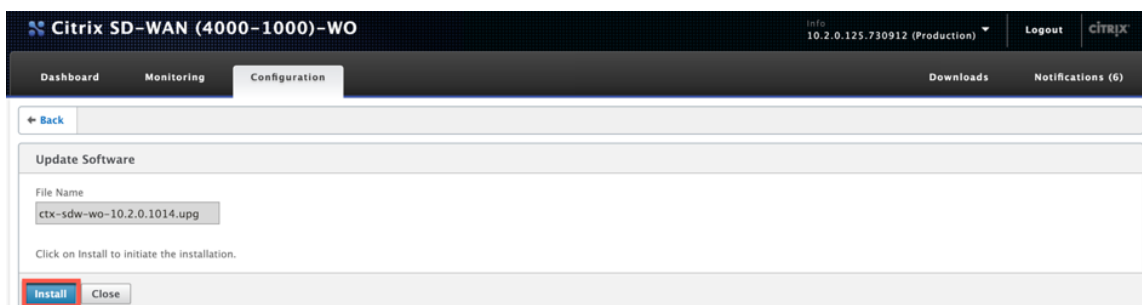 Citrix SD-WAN (4000-1000)-WO
Info
10.2.0.125.730912 (Production)
Logout
CİTRIX
Dashboard
Monitoring
Configuration
Downloads
Notifications (6)
← Back
Update Software
File Name
ctx-sdw-wo-10.2.0.1014.upg
Click on Install to initiate the installation.
Install
Close